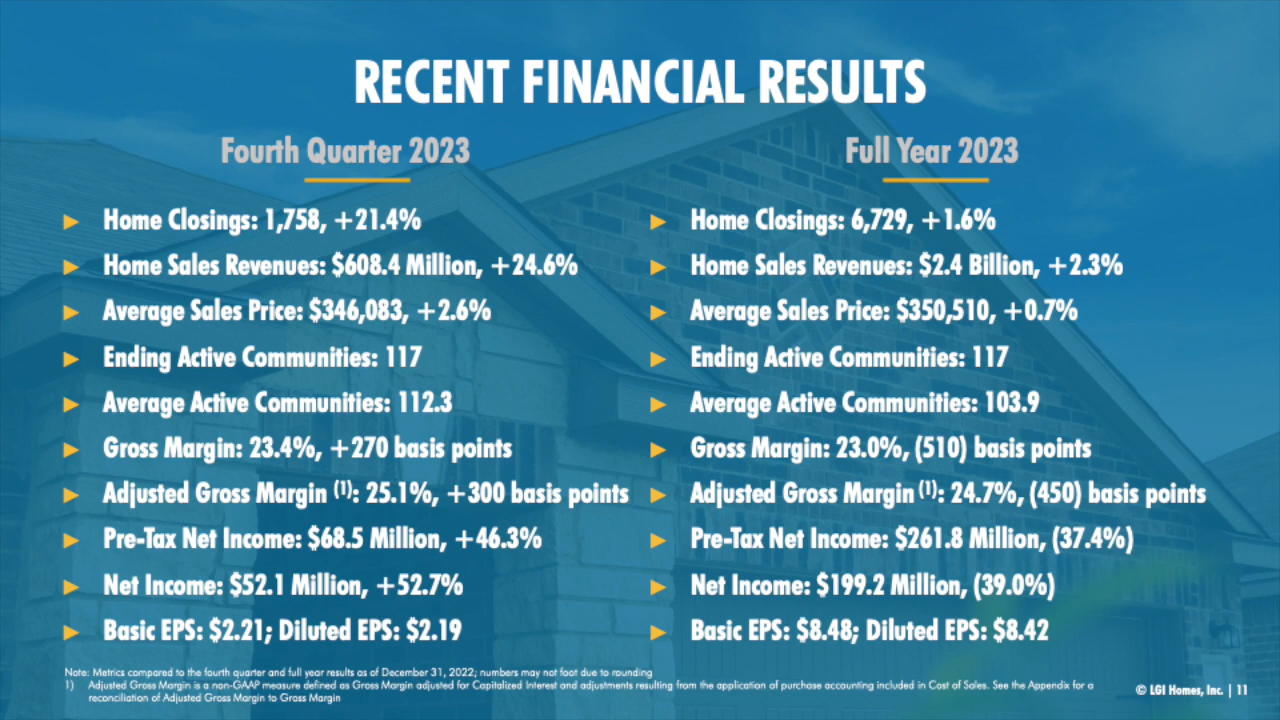 RECENT FINANCIAL RESULTS
Fourth Quarter 2023
► Home Closings: 1,758, +21.4%
► Home Sales Revenues: $608.4 Million, +24.6%
► Average Sales Price: $346,083, +2.6%
► Ending Active Communities: 117
► Average Active Communities: 112.3
► Gross Margin: 23.4%, +270 basis points
► Adjusted Gross Margin (1): 25.1%, +300 basis points
► Pre-Tax Net Income: $68.5 Million, +46.3%
► Net Income: $52.1 Million, +52.7%
► Basic EPS: $2.21; Diluted EPS: $2.19
Full Year 2023
► Home Closings: 6,729, +1.6%
► Home Sales Revenues: $2.4 Billion, +2.3%
► Average Sales Price: $350,510, +0.7%
► Ending Active Communities: 117
► Average Active Communities: 103.9
► Gross Margin: 23.0%, (510) basis points
► Adjusted Gross Margin (1): 24.7%, (450) basis points
► Pre-Tax Net Income: $261.8 Million, (37.4%)
► Net Income: $199.2 Million, (39.0%)
► Basic EPS: $8.48; Diluted EPS: $8.42
Note: Metrics compared to the fourth quarter and full year results as of December 31, 2022; numbers may not foot due to rounding
1) Adjusted Gross Margin is a non-GAAP measure defined as Gross Margin adjusted for Capitalized Interest and adjustments resulting from the application of purchase accounting included in Cost of Sales. See the Appendix for a
reconciliation of Adjusted Gross Margin to Gross Margin
© LGI Homes, Inc. | 11